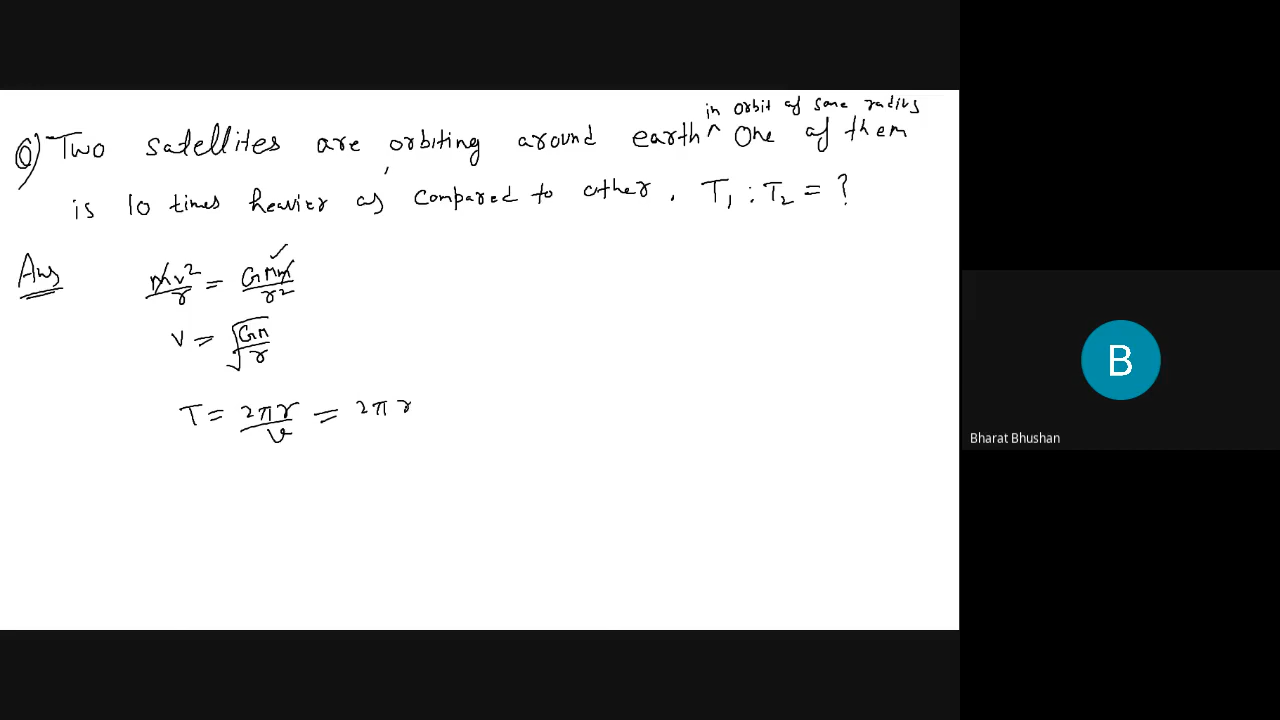 in orbit of same radius
Q) Two satellites are orbiting around earth ^ One of them
is 10 times heavier as compared to other. T₁ : T₂ = ?
Ans mv²/r = GMm/r²
v = √(GM/r)
T = 2πr/v = 2πr
B
Bharat Bhushan